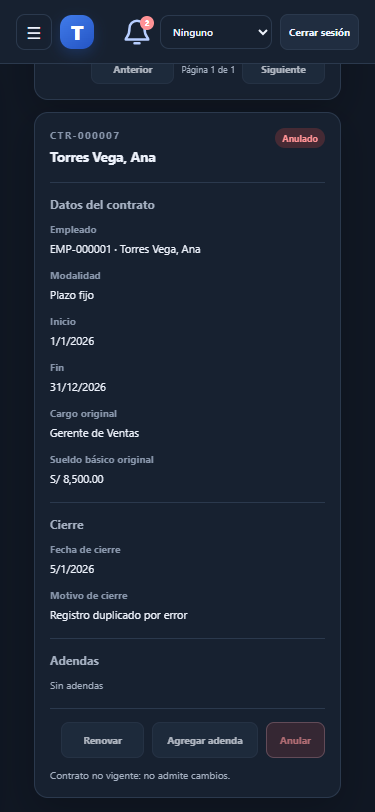 ☰
T
2
Ninguno
Cerrar sesión
Anterior
Página 1 de 1
Siguiente
CTR-000007
Anulado
Torres Vega, Ana
Datos del contrato
Empleado
EMP-000001 · Torres Vega, Ana
Modalidad
Plazo fijo
Inicio
1/1/2026
Fin
31/12/2026
Cargo original
Gerente de Ventas
Sueldo básico original
S/ 8,500.00
Cierre
Fecha de cierre
5/1/2026
Motivo de cierre
Registro duplicado por error
Adendas
Sin adendas
Renovar
Agregar adenda
Anular
Contrato no vigente: no admite cambios.